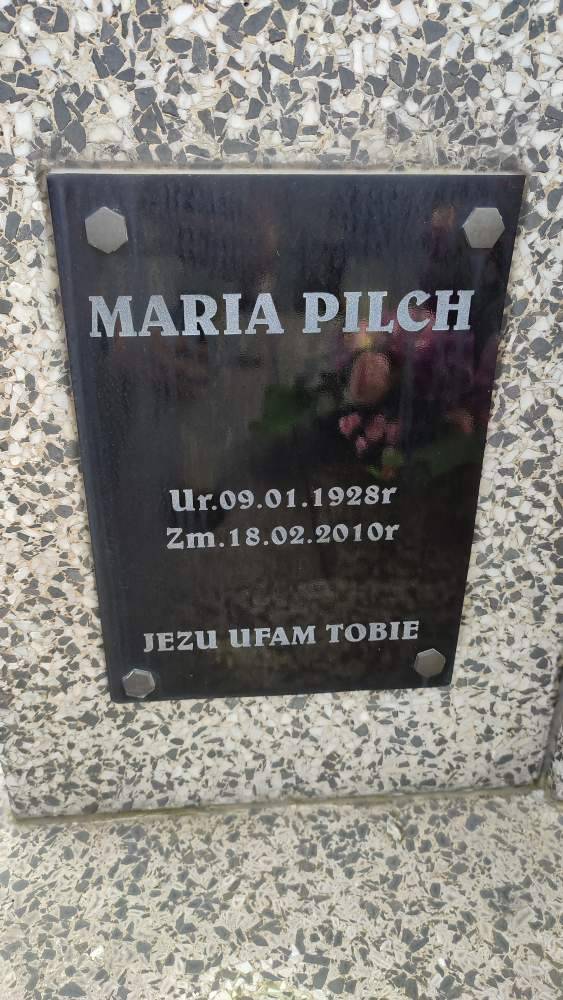 MARIA PILCH
Ur.09.01.1928r
Zm.18.02.2010r
JEZU UFAM TOBIE